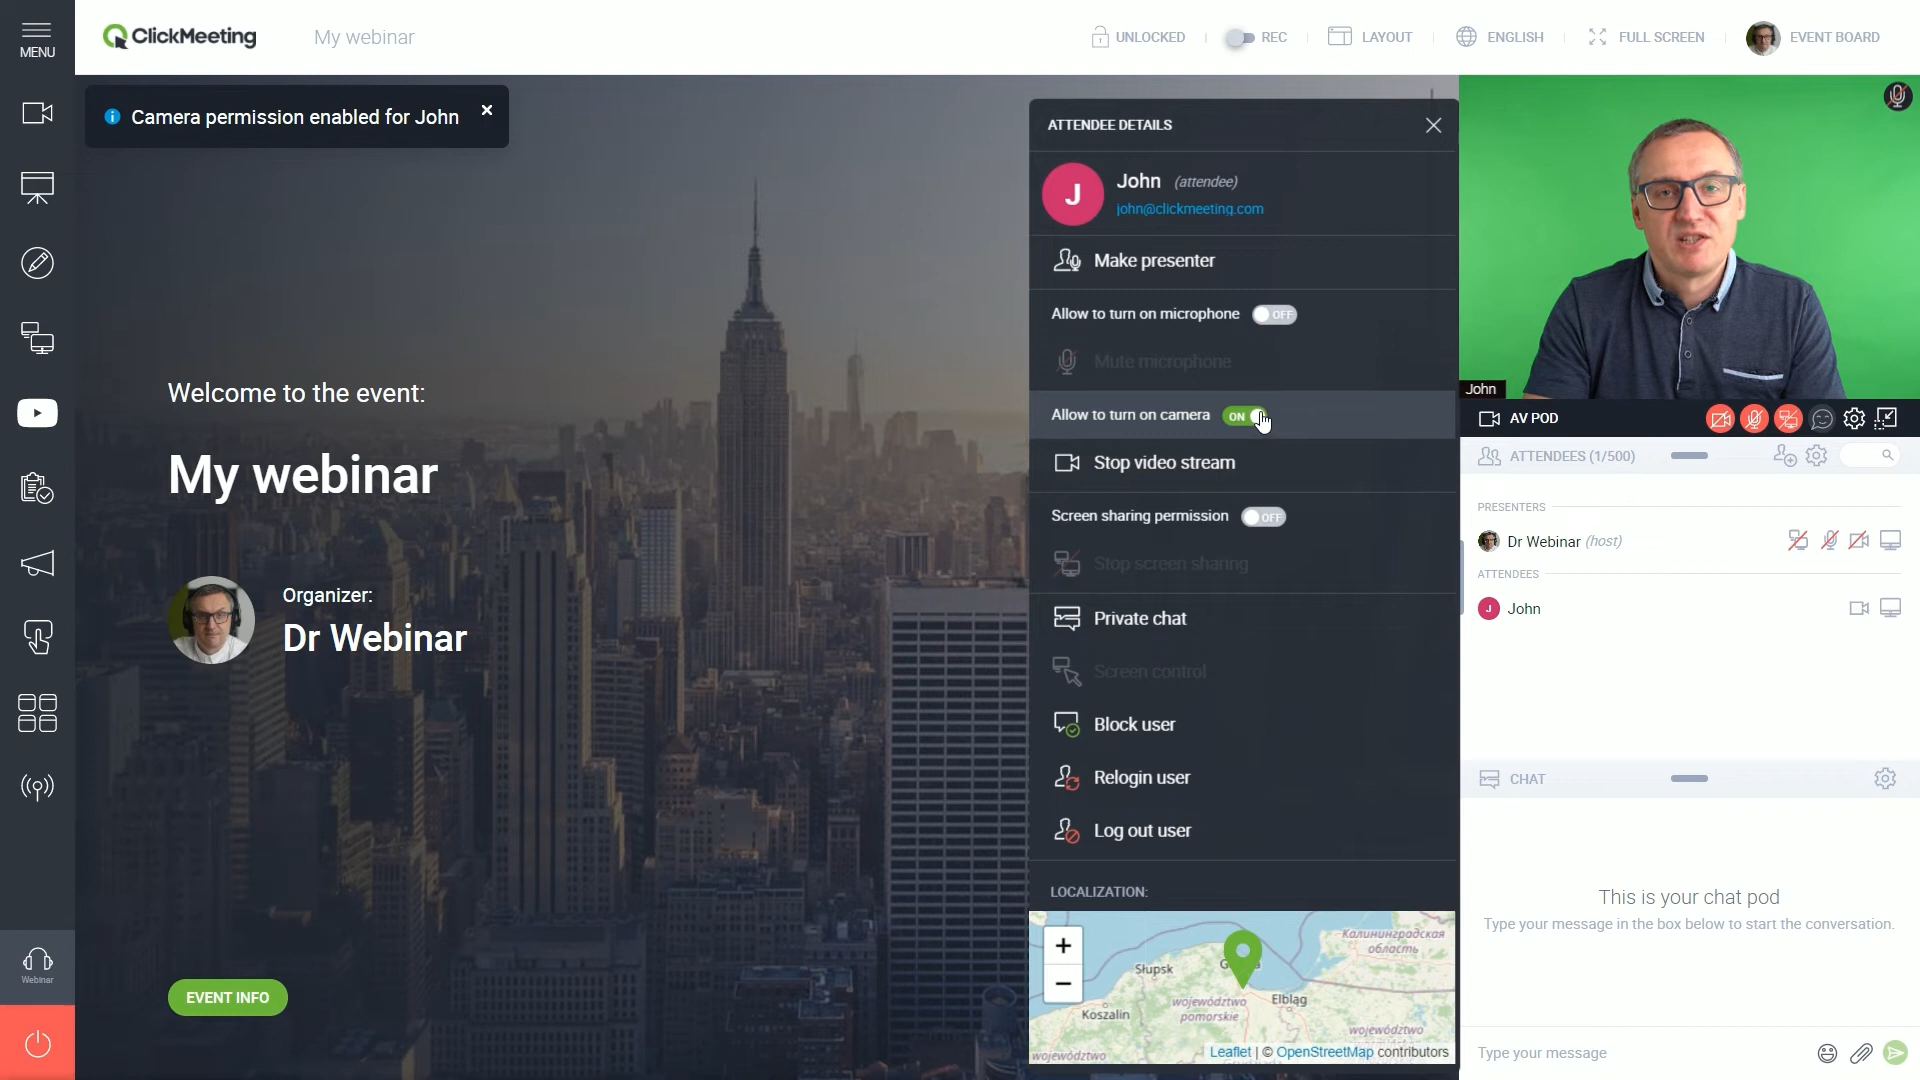 MENU
ClickMeeting
My webinar
UNLOCKED
REC
LAYOUT
ENGLISH
FULL SCREEN
EVENT BOARD
Camera permission enabled for John
Welcome to the event:
My webinar
Organizer:
Dr Webinar
EVENT INFO
Webinar
ATTENDEE DETAILS
J
John (attendee)
john@clickmeeting.com
Make presenter
Allow to turn on microphone OFF
Mute microphone
Allow to turn on camera ON
Stop video stream
Screen sharing permission OFF
Stop screen sharing
Private chat
Screen control
Block user
Relogin user
Log out user
LOCALIZATION:
+
−
Калининградская
область
Słupsk
Elbląg
Koszalin
województwo
pomorskie
województwo
województwo
Leaflet | © OpenStreetMap contributors
John
AV POD
ATTENDEES (1/500)
PRESENTERS
Dr Webinar (host)
ATTENDEES
J John
CHAT
This is your chat pod
Type your message in the box below to start the conversation.
Type your message